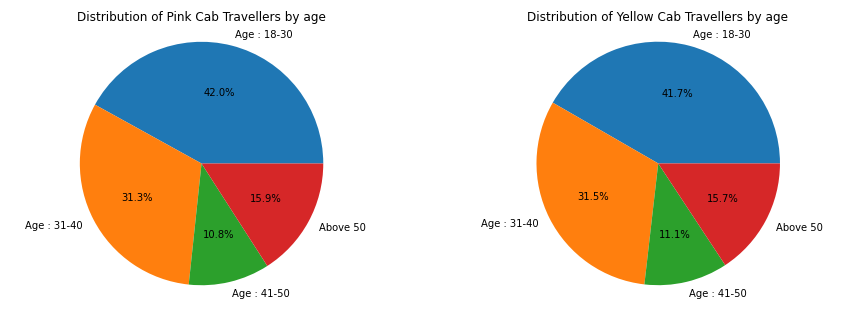 Distribution of Pink Cab Travellers by age
Age : 18-30
42.0%
31.3%
15.9%
Age : 31-40
Above 50
10.8%
Age : 41-50
Distribution of Yellow Cab Travellers by age
Age : 18-30
41.7%
31.5%
15.7%
Age : 31-40
Above 50
11.1%
Age : 41-50